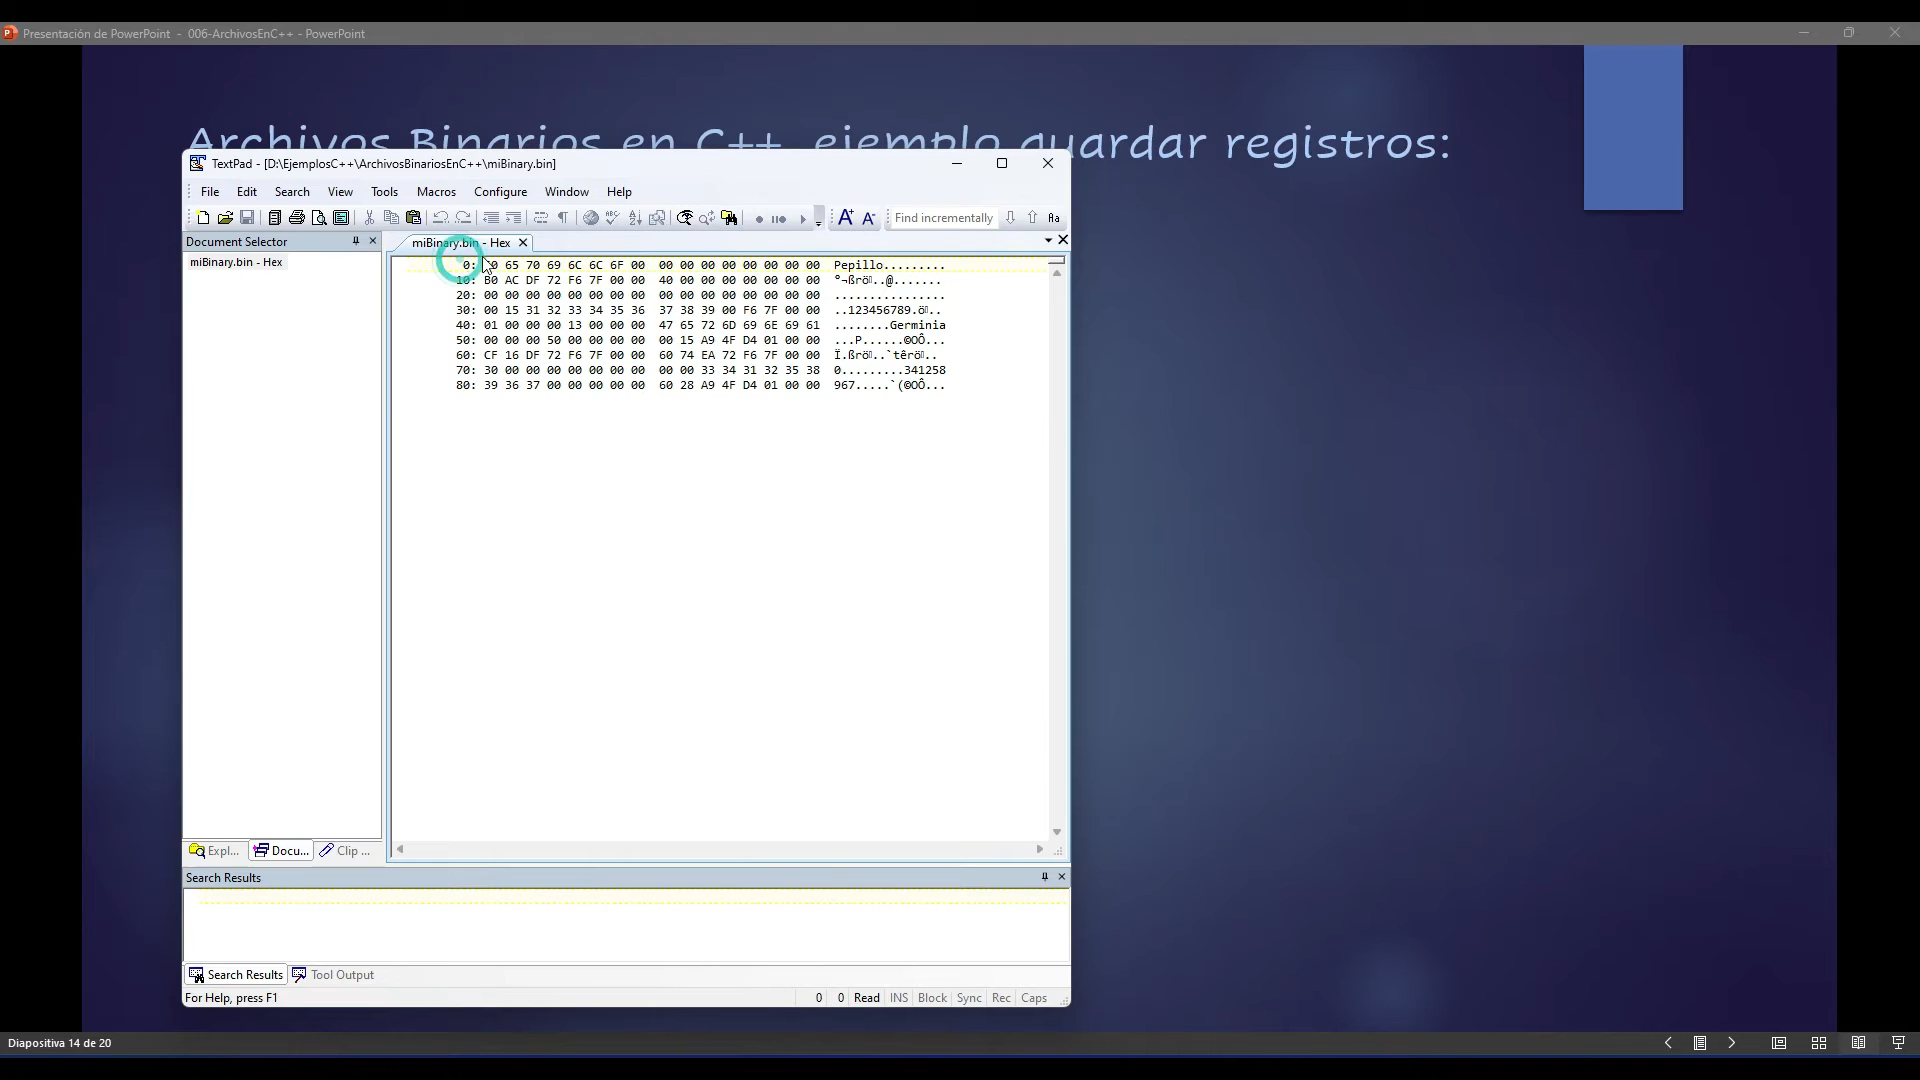 Presentación de PowerPoint - 006-ArchivosEnC++ - PowerPoint
Archivos Binarios en C++, ejemplo guardar registros:
TextPad - [D:\EjemplosC++\ArchivosBinariosEnC++\miBinary.bin]
File Edit Search View Tools Macros Configure Window Help
Find incrementally
Document Selector
miBinary.bin - Hex
miBinary.bin - Hex
0: 0 65 70 69 6C 6C 6F 00 00 00 00 00 00 00 00 00 Pepillo.........
10: B0 AC DF 72 F6 7F 00 00 40 00 00 00 00 00 00 00 °¬ßrö..@.......
20: 00 00 00 00 00 00 00 00 00 00 00 00 00 00 00 00 ................
30: 00 15 31 32 33 34 35 36 37 38 39 00 F6 7F 00 00 ..123456789.ö..
40: 01 00 00 00 13 00 00 00 47 65 72 6D 69 6E 69 61 ........Germinia
50: 00 00 00 50 00 00 00 00 00 15 A9 4F D4 01 00 00 ...P......©OÔ...
60: CF 16 DF 72 F6 7F 00 00 60 74 EA 72 F6 7F 00 00 Ï.ßrö..`têrö..
70: 30 00 00 00 00 00 00 00 00 00 33 34 31 32 35 38 0.........341258
80: 39 36 37 00 00 00 00 00 60 28 A9 4F D4 01 00 00 967.....`(©OÔ...
Expl... Docu... Clip ...
Search Results
Search Results Tool Output
For Help, press F1
0 0 Read INS Block Sync Rec Caps
Diapositiva 14 de 20